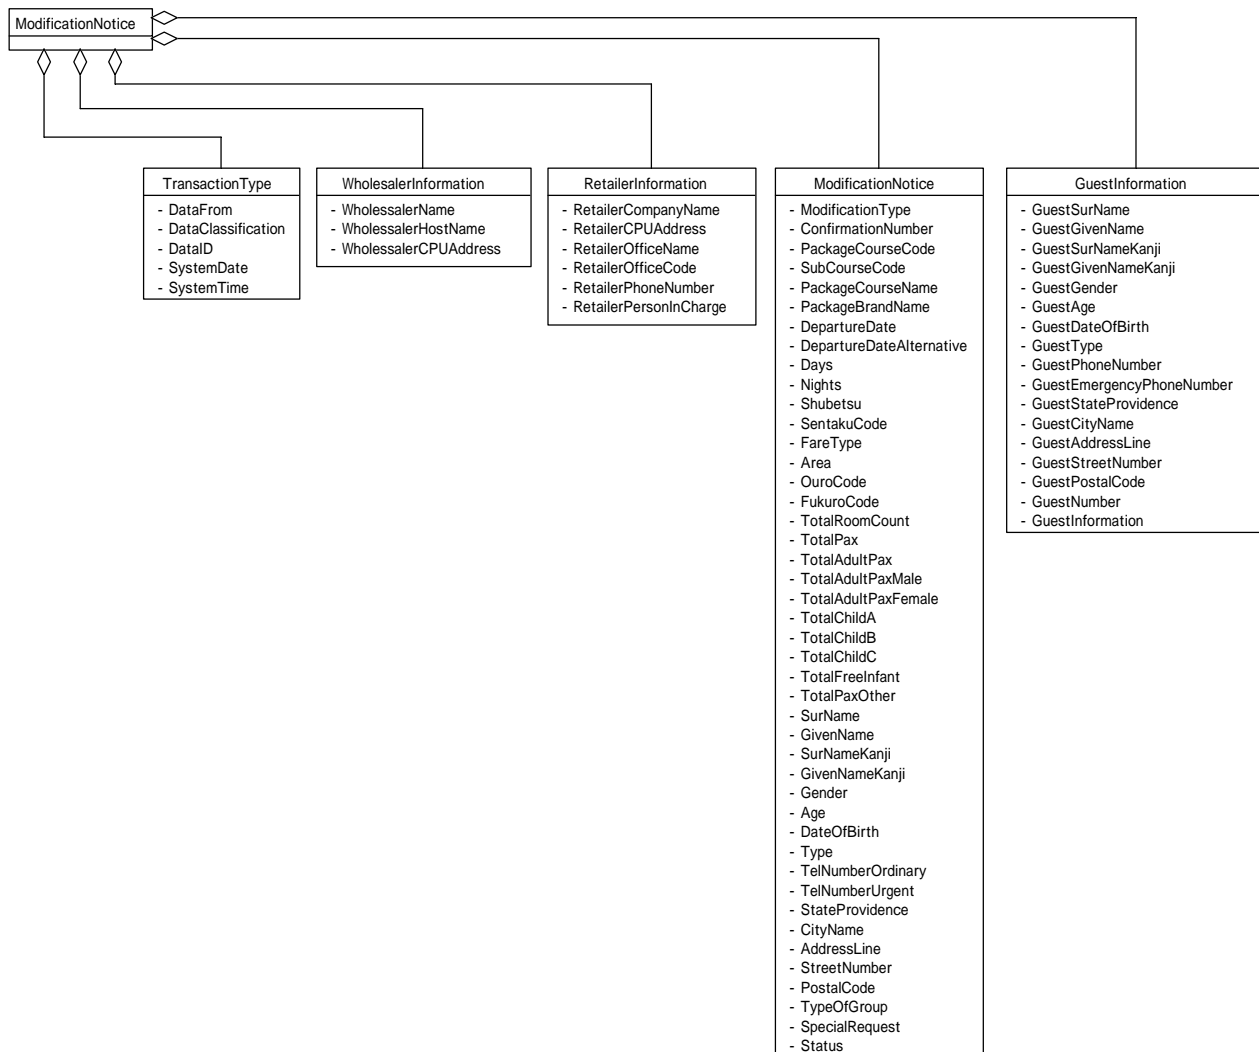 ModificationNotice
TransactionType
- DataFrom
- DataClassification
- DataID
- SystemDate
- SystemTime
WholesalerInformation
- WholessalerName
- WholessalerHostName
- WholessalerCPUAddress
RetailerInformation
- RetailerCompanyName
- RetailerCPUAddress
- RetailerOfficeName
- RetailerOfficeCode
- RetailerPhoneNumber
- RetailerPersonInCharge
ModificationNotice
- ModificationType
- ConfirmationNumber
- PackageCourseCode
- SubCourseCode
- PackageCourseName
- PackageBrandName
- DepartureDate
- DepartureDateAlternative
- Days
- Nights
- Shubetsu
- SentakuCode
- FareType
- Area
- OuroCode
- FukuroCode
- TotalRoomCount
- TotalPax
- TotalAdultPax
- TotalAdultPaxMale
- TotalAdultPaxFemale
- TotalChildA
- TotalChildB
- TotalChildC
- TotalFreeInfant
- TotalPaxOther
- SurName
- GivenName
- SurNameKanji
- GivenNameKanji
- Gender
- Age
- DateOfBirth
- Type
- TelNumberOrdinary
- TelNumberUrgent
- StateProvidence
- CityName
- AddressLine
- StreetNumber
- PostalCode
- TypeOfGroup
- SpecialRequest
- Status
GuestInformation
- GuestSurName
- GuestGivenName
- GuestSurNameKanji
- GuestGivenNameKanji
- GuestGender
- GuestAge
- GuestDateOfBirth
- GuestType
- GuestPhoneNumber
- GuestEmergencyPhoneNumber
- GuestStateProvidence
- GuestCityName
- GuestAddressLine
- GuestStreetNumber
- GuestPostalCode
- GuestNumber
- GuestInformation